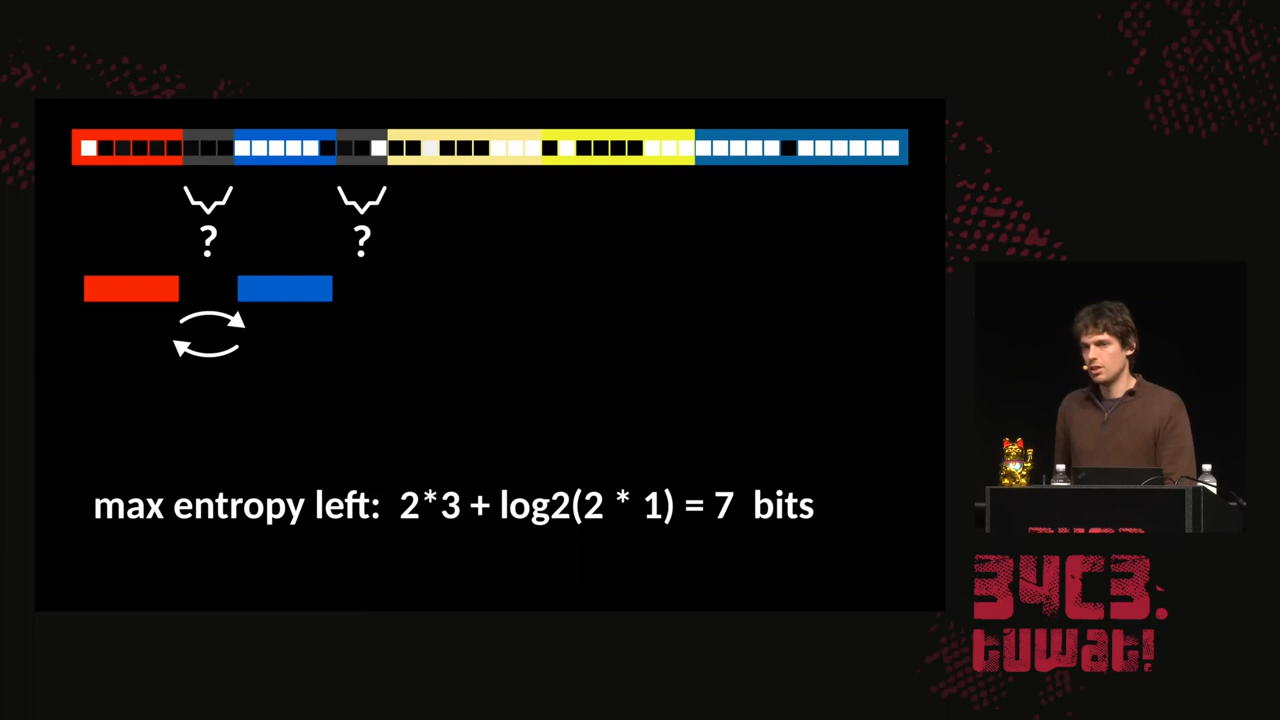 ? ?
max entropy left: 2*3 + log2(2 * 1) = 7 bits
34C3.
tuwat!